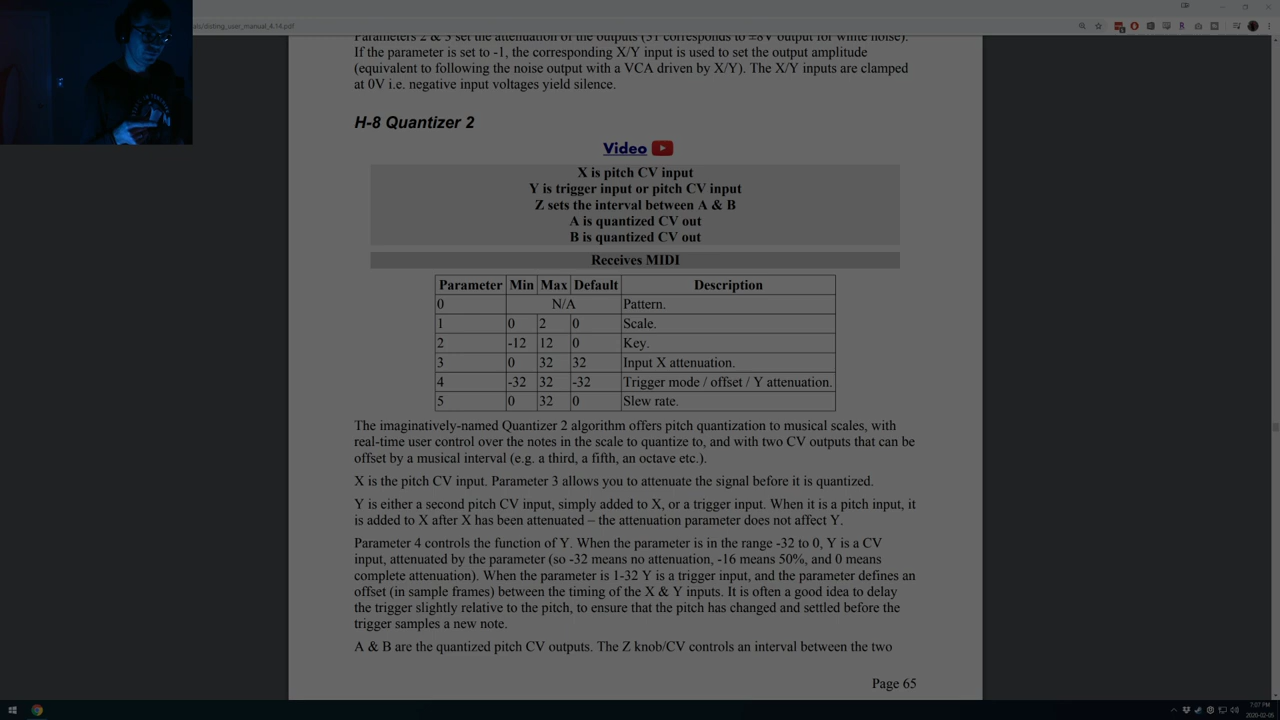 als/disting_user_manual_4.14.pdf
Parameters 2 & 3 set the attenuation of the outputs (31 corresponds to ±8V output for white noise).
If the parameter is set to -1, the corresponding X/Y input is used to set the output amplitude
(equivalent to following the noise output with a VCA driven by X/Y). The X/Y inputs are clamped
at 0V i.e. negative input voltages yield silence.
H-8 Quantizer 2
Video
X is pitch CV input
Y is trigger input or pitch CV input
Z sets the interval between A & B
A is quantized CV out
B is quantized CV out
Receives MIDI
Parameter Min Max Default Description
0 N/A Pattern.
1 0 2 0 Scale.
2 -12 12 0 Key.
3 0 32 32 Input X attenuation.
4 -32 32 -32 Trigger mode / offset / Y attenuation.
5 0 32 0 Slew rate.
The imaginatively-named Quantizer 2 algorithm offers pitch quantization to musical scales, with
real-time user control over the notes in the scale to quantize to, and with two CV outputs that can be
offset by a musical interval (e.g. a third, a fifth, an octave etc.).
X is the pitch CV input. Parameter 3 allows you to attenuate the signal before it is quantized.
Y is either a second pitch CV input, simply added to X, or a trigger input. When it is a pitch input, it
is added to X after X has been attenuated – the attenuation parameter does not affect Y.
Parameter 4 controls the function of Y. When the parameter is in the range -32 to 0, Y is a CV
input, attenuated by the parameter (so -32 means no attenuation, -16 means 50%, and 0 means
complete attenuation). When the parameter is 1-32 Y is a trigger input, and the parameter defines an
offset (in sample frames) between the timing of the X & Y inputs. It is often a good idea to delay
the trigger slightly relative to the pitch, to ensure that the pitch has changed and settled before the
trigger samples a new note.
A & B are the quantized pitch CV outputs. The Z knob/CV controls an interval between the two
Page 65
7:07 PM
2020-02-05